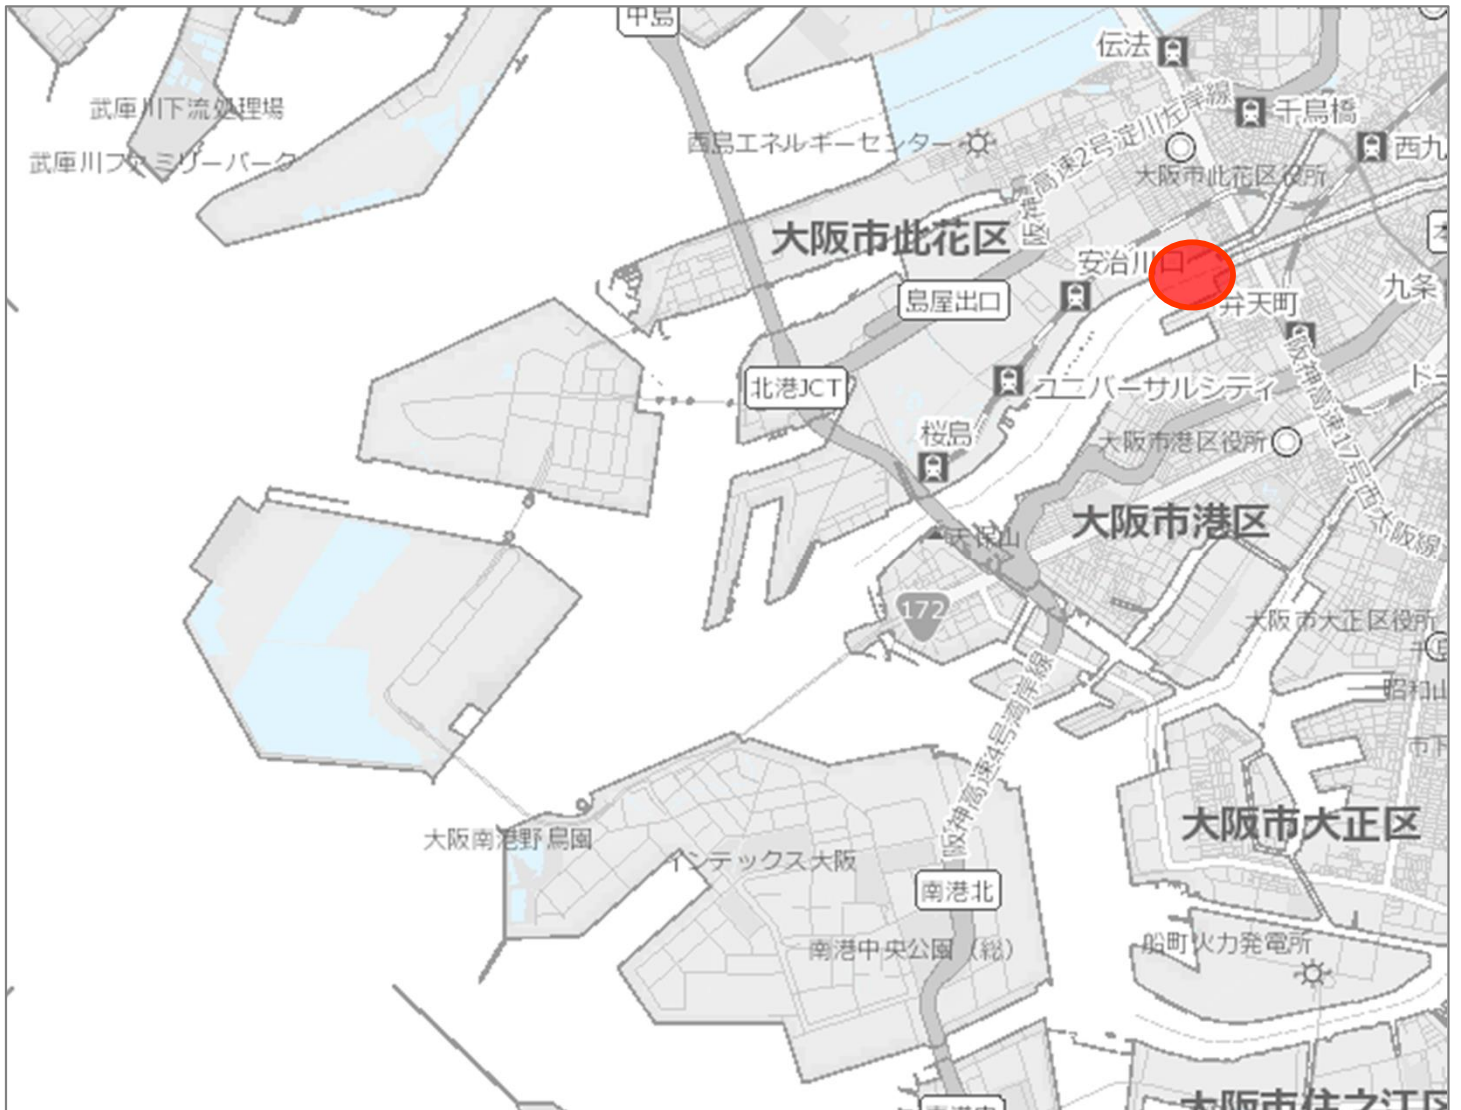 中島
伝法
千鳥橋
武庫川下流処理場
西島エネルギーセンター
阪神高速2号淀川左岸線
西九
武庫川ファミリーパーク
大阪市此花区役所
大阪市此花区
安治川口
島屋出口
弁天町
九条
北港JCT
ユニバーサルシティ
ドー
桜島
大阪市港区役所
阪神高速17号西大阪線
大阪市港区
天保山
172
大阪市大正区役所
昭和山
阪神高速4号湾岸線
市下
大阪市大正区
大阪南港野鳥園
インテックス大阪
南港北
南港中央公園（総）
船町火力発電所
大阪市住之江区